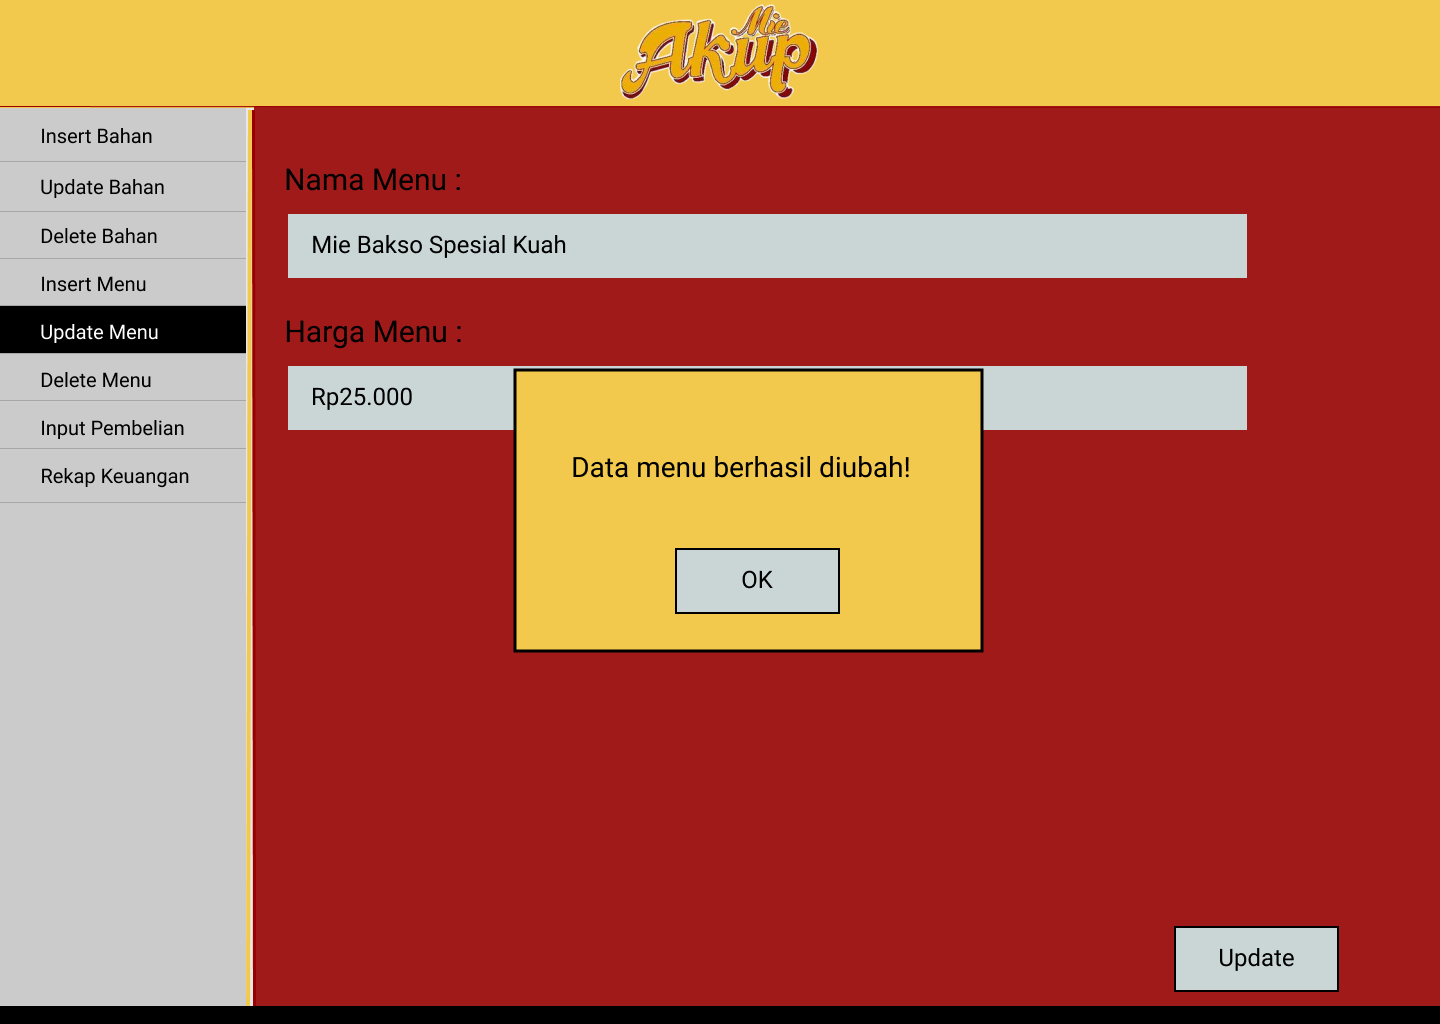 Mie
Akup
Insert Bahan
Update Bahan
Delete Bahan
Insert Menu
Update Menu
Delete Menu
Input Pembelian
Rekap Keuangan
Nama Menu :
Mie Bakso Spesial Kuah
Harga Menu :
Rp25.000
Data menu berhasil diubah!
OK
Update